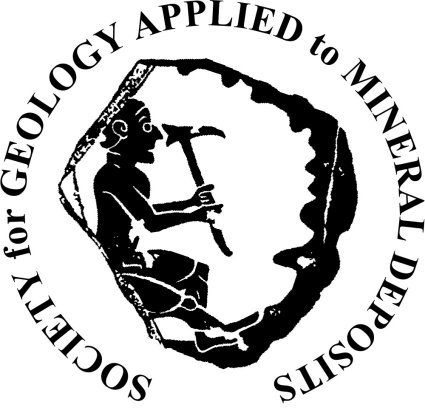 SOCIETY for GEOLOGY APPLIED to MINERAL DEPOSITS